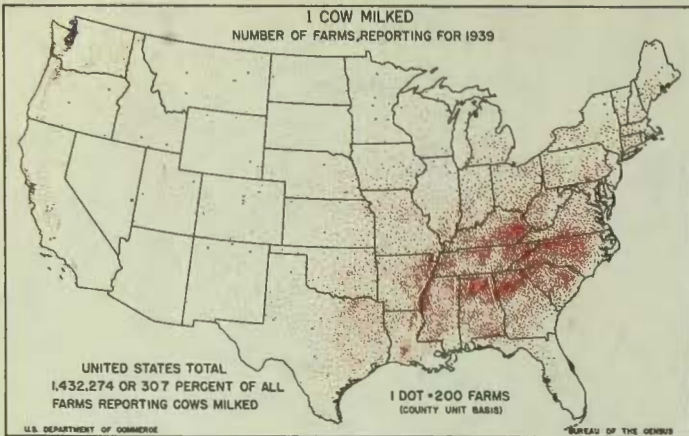 1 COW MILKED
NUMBER OF FARMS, REPORTING FOR 1939
UNITED STATES TOTAL
1,432,274 OR 30.7 PERCENT OF ALL
FARMS REPORTING COWS MILKED
1 DOT = 200 FARMS
(COUNTY UNIT BASIS)
U.S. DEPARTMENT OF COMMERCE
BUREAU OF THE CENSUS